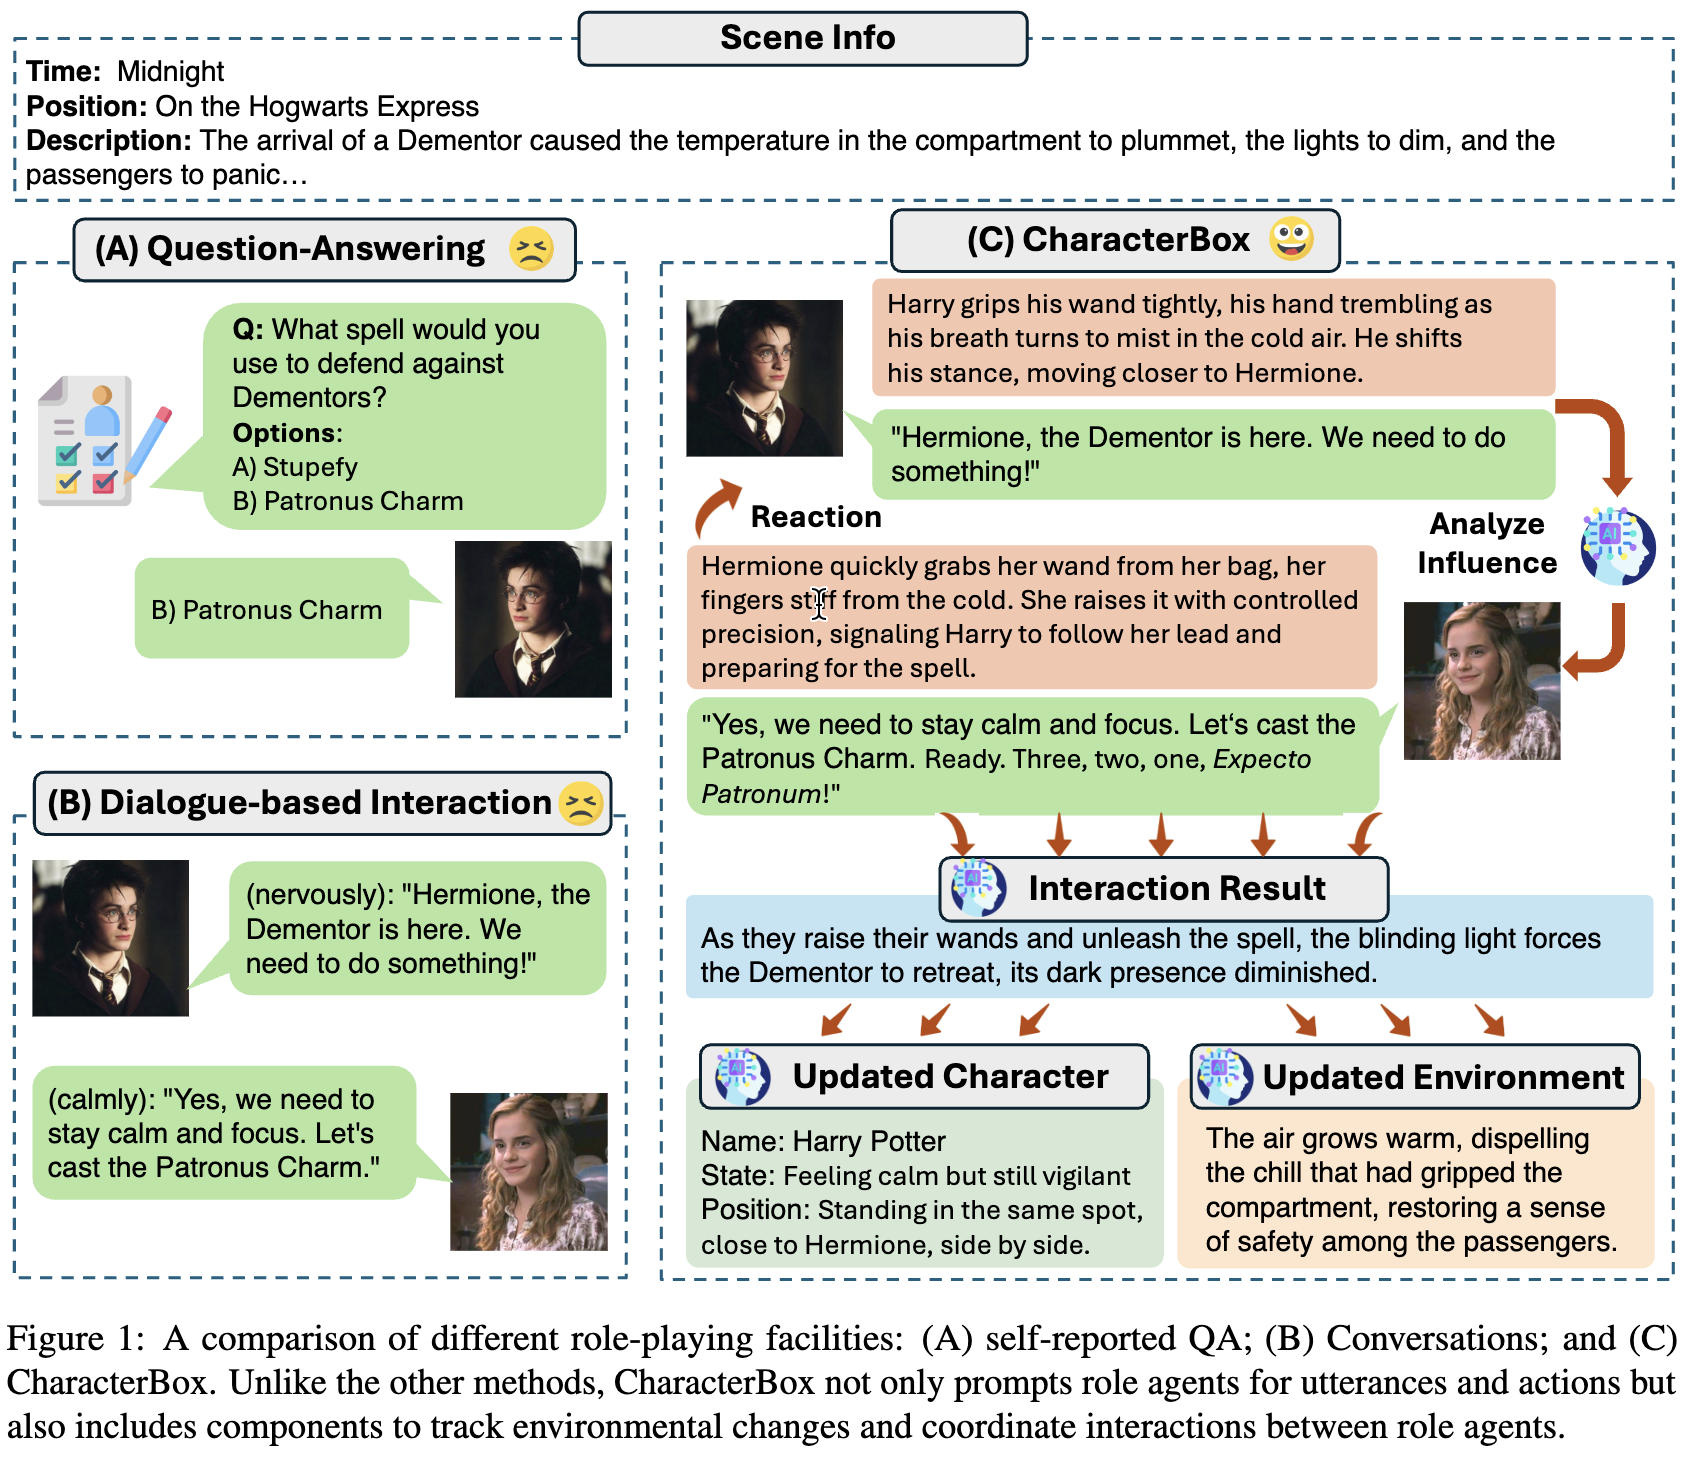 Scene Info
Time: Midnight
Position: On the Hogwarts Express
Description: The arrival of a Dementor caused the temperature in the compartment to plummet, the lights to dim, and the
passengers to panic…
(A) Question-Answering
Q: What spell would you
use to defend against
Dementors?
Options:
A) Stupefy
B) Patronus Charm
B) Patronus Charm
(B) Dialogue-based Interaction
(nervously): "Hermione, the
Dementor is here. We
need to do something!"
(calmly): "Yes, we need to
stay calm and focus. Let's
cast the Patronus Charm."
(C) CharacterBox
Harry grips his wand tightly, his hand trembling as
his breath turns to mist in the cold air. He shifts
his stance, moving closer to Hermione.
"Hermione, the Dementor is here. We need to do
something!"
Analyze
Influence
AI
Reaction
Hermione quickly grabs her wand from her bag, her
fingers stiff from the cold. She raises it with controlled
precision, signaling Harry to follow her lead and
preparing for the spell.
"Yes, we need to stay calm and focus. Let‘s cast the
Patronus Charm. Ready. Three, two, one, Expecto
Patronum!"
AI
Interaction Result
As they raise their wands and unleash the spell, the blinding light forces
the Dementor to retreat, its dark presence diminished.
AI
Updated Character
Name: Harry Potter
State: Feeling calm but still vigilant
Position: Standing in the same spot,
close to Hermione, side by side.
AI
Updated Environment
The air grows warm, dispelling
the chill that had gripped the
compartment, restoring a sense
of safety among the passengers.
Figure 1: A comparison of different role-playing facilities: (A) self-reported QA; (B) Conversations; and (C)
CharacterBox. Unlike the other methods, CharacterBox not only prompts role agents for utterances and actions but
also includes components to track environmental changes and coordinate interactions between role agents.